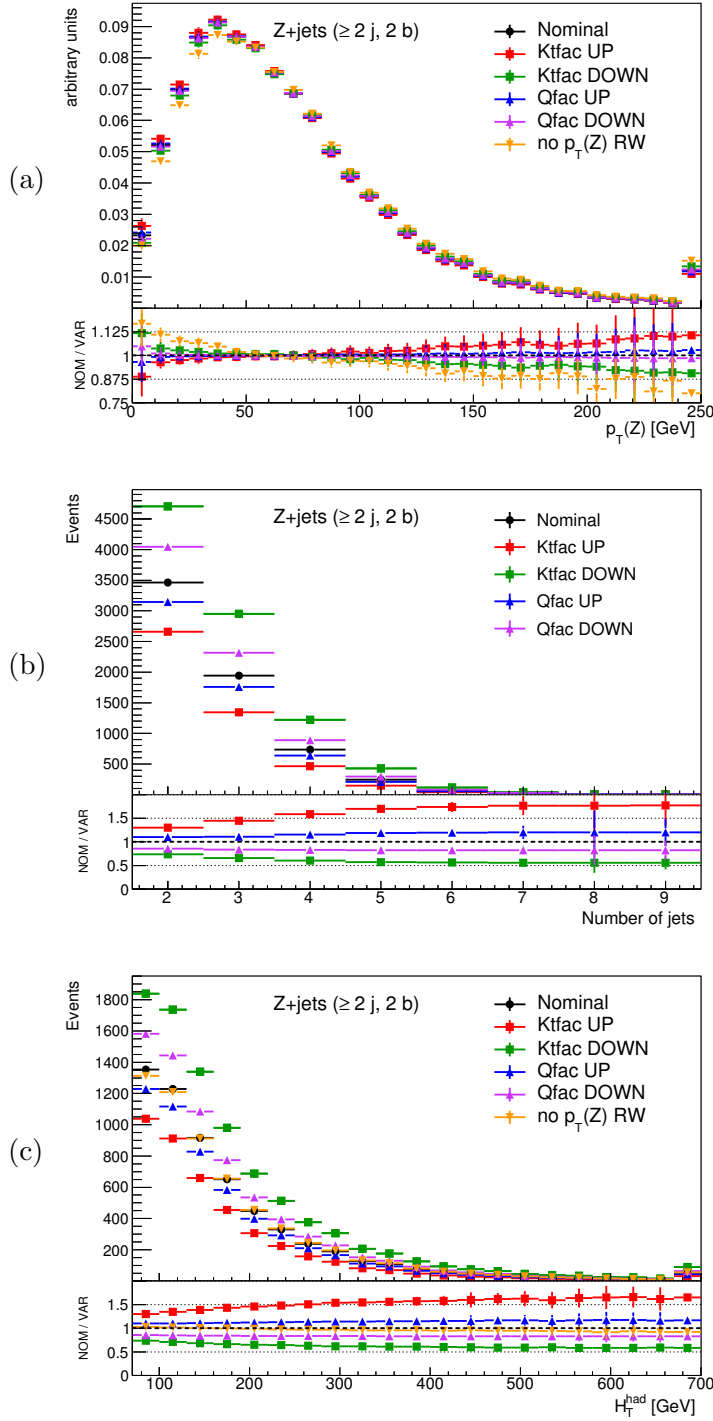 (a)
arbitrary units
0.09
0.08
0.07
0.06
0.05
0.04
0.03
0.02
0.01
Z+jets (≥ 2 j, 2 b)
Nominal
Ktfac UP
Ktfac DOWN
Qfac UP
Qfac DOWN
no p_T(Z) RW
NOM / VAR
1.125
1
0.875
0.75
0 50 100 150 200 250
p_T(Z) [GeV]
(b)
Events
4500
4000
3500
3000
2500
2000
1500
1000
500
Z+jets (≥ 2 j, 2 b)
Nominal
Ktfac UP
Ktfac DOWN
Qfac UP
Qfac DOWN
NOM / VAR
1.5
1
0.5
0
2 3 4 5 6 7 8 9
Number of jets
(c)
Events
1800
1600
1400
1200
1000
800
600
400
200
Z+jets (≥ 2 j, 2 b)
Nominal
Ktfac UP
Ktfac DOWN
Qfac UP
Qfac DOWN
no p_T(Z) RW
NOM / VAR
1.5
1
0.5
0
100 200 300 400 500 600 700
H_T^had [GeV]